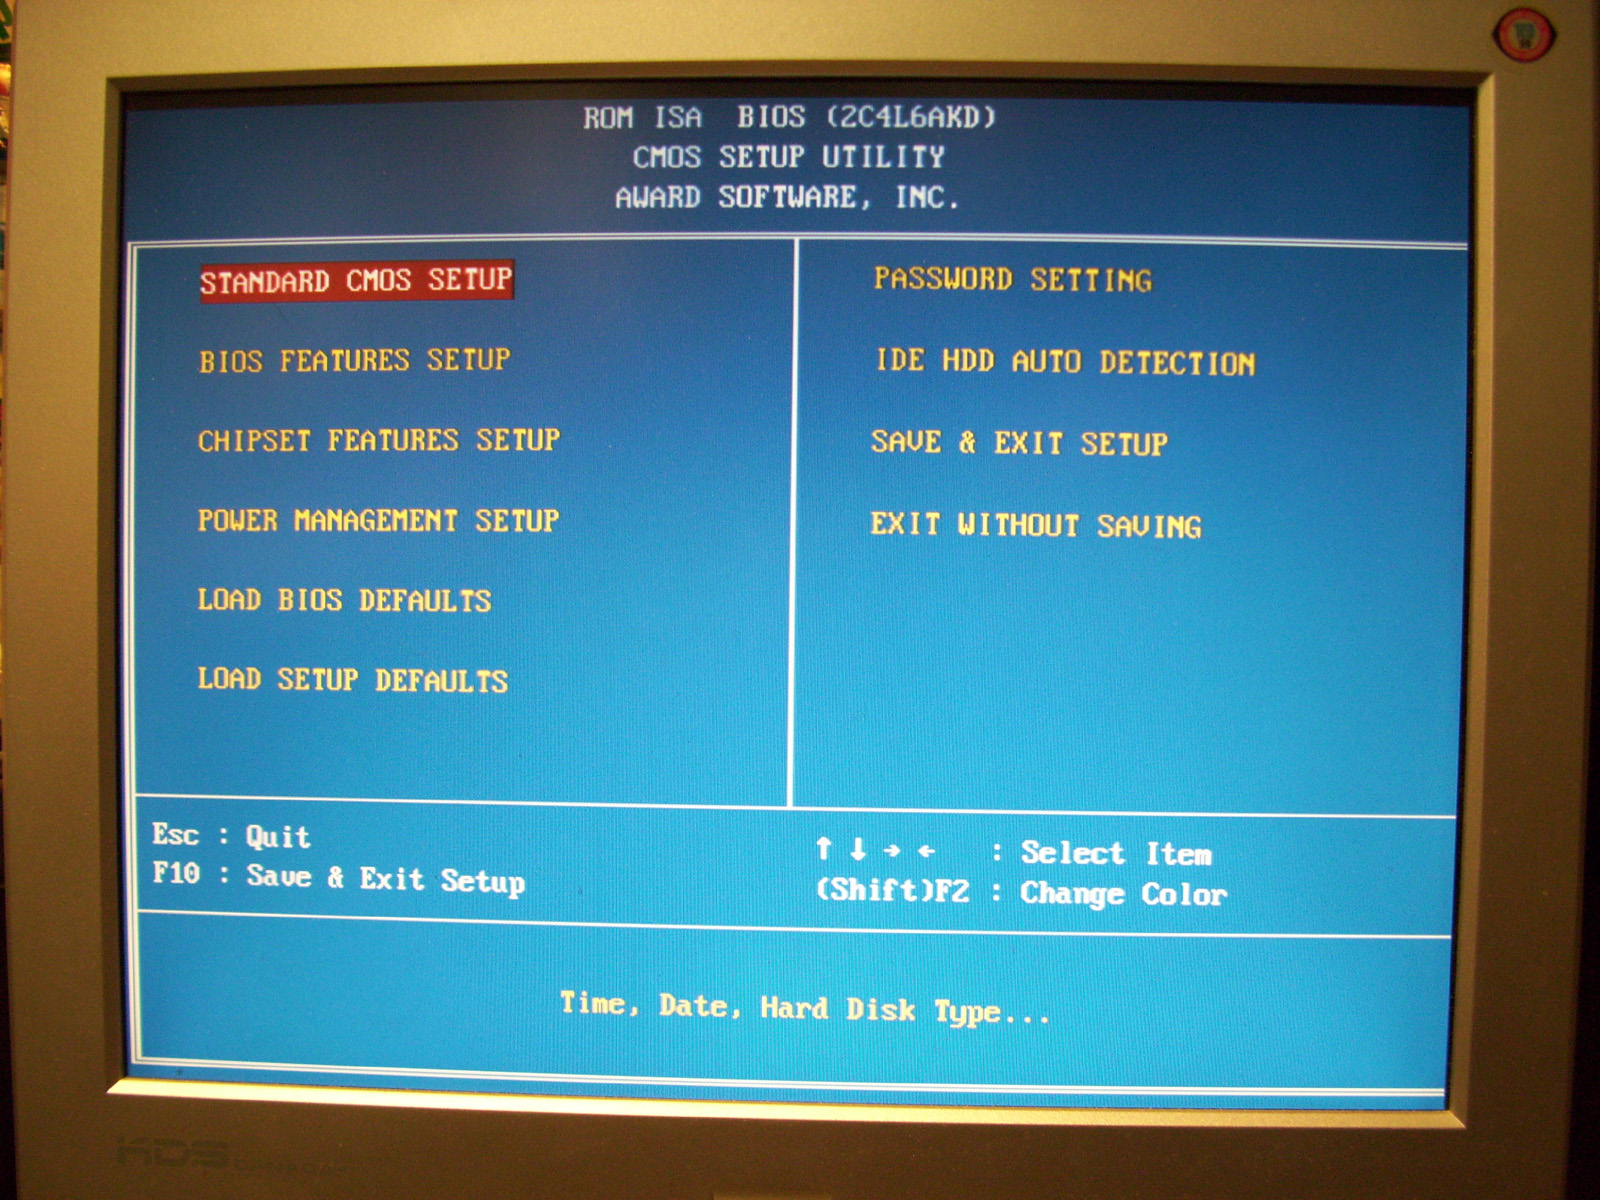 ROM ISA BIOS (2C4L6AKD)
CMOS SETUP UTILITY
AWARD SOFTWARE, INC.
STANDARD CMOS SETUP
BIOS FEATURES SETUP
CHIPSET FEATURES SETUP
POWER MANAGEMENT SETUP
LOAD BIOS DEFAULTS
LOAD SETUP DEFAULTS
PASSWORD SETTING
IDE HDD AUTO DETECTION
SAVE & EXIT SETUP
EXIT WITHOUT SAVING
Esc : Quit
F10 : Save & Exit Setup
↑ ↓ → ← : Select Item
(Shift)F2 : Change Color
Time, Date, Hard Disk Type...
KDS